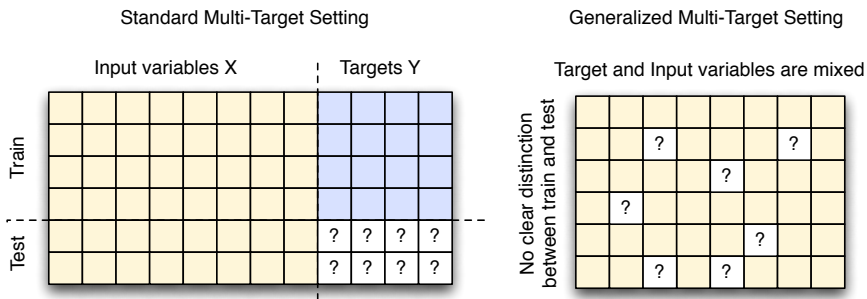 Standard Multi-Target Setting
Generalized Multi-Target Setting
Input variables X
Targets Y
Target and Input variables are mixed
Train
Test
? ? ? ?
? ? ? ?
No clear distinction
between train and test
? ?
?
?
?
? ?